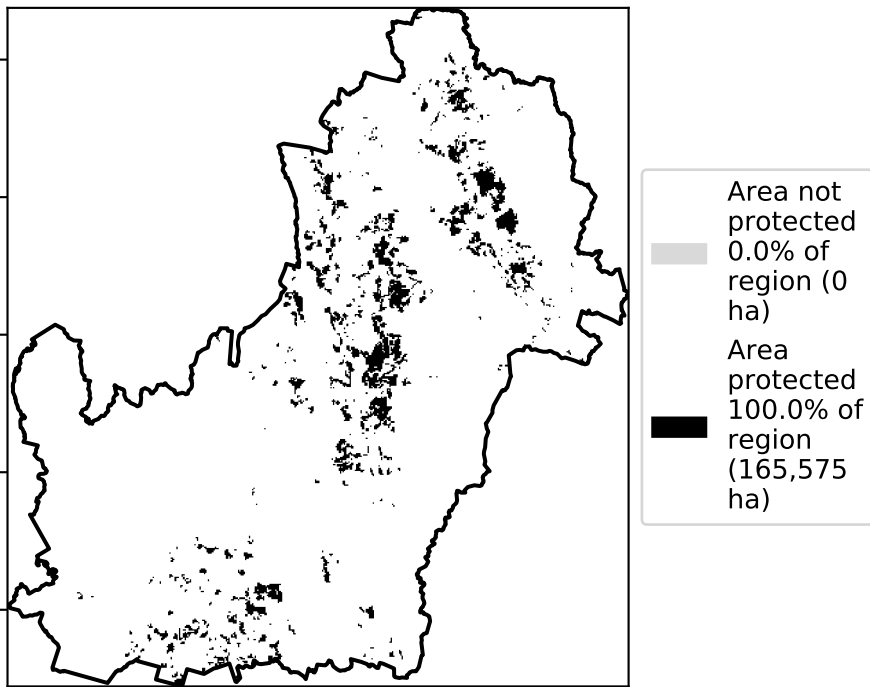 Area not
protected
0.0% of
region (0
ha)
Area
protected
100.0% of
region
(165,575
ha)